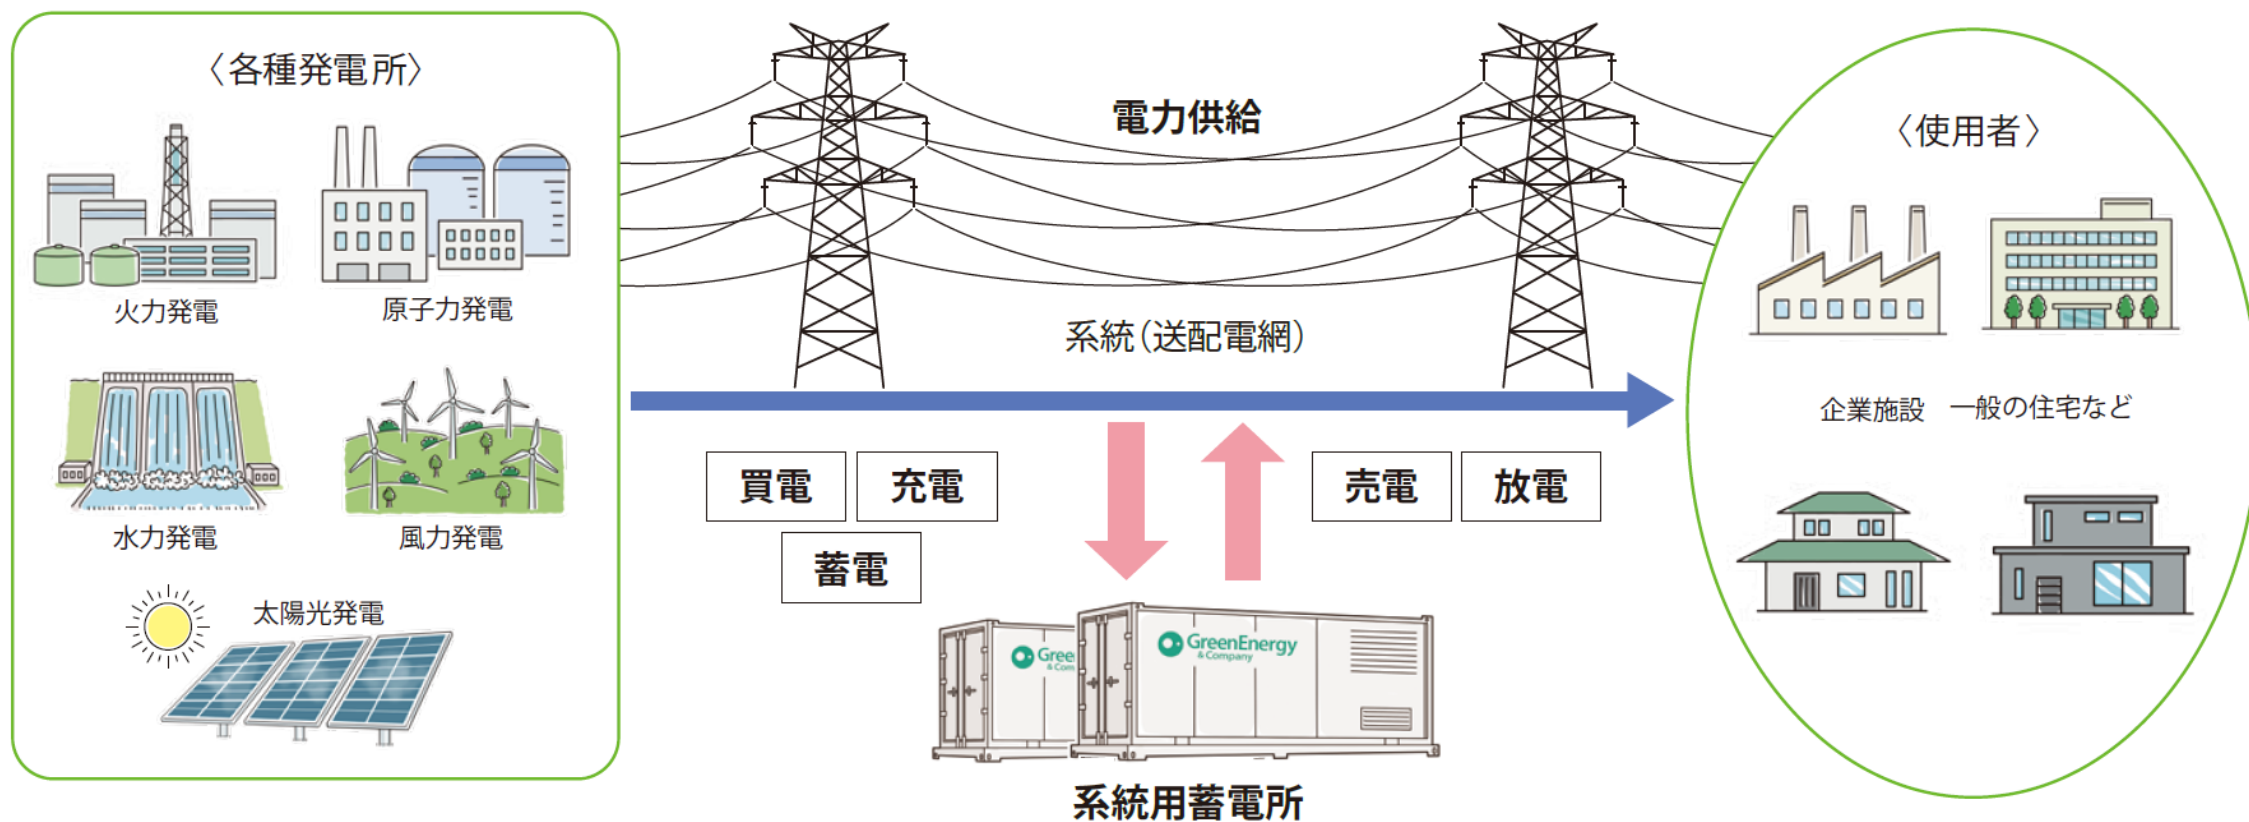 〈各種発電所〉
火力発電
原子力発電
水力発電
風力発電
太陽光発電
電力供給
系統(送配電網)
買電
充電
蓄電
売電
放電
Gree
& Com
GreenEnergy
& Company
系統用蓄電所
〈使用者〉
企業施設 一般の住宅など